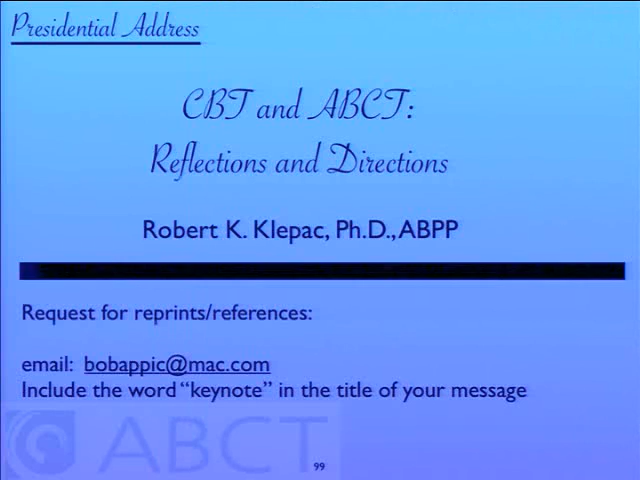 Presidential Address
CBT and ABCT:
Reflections and Directions
Robert K. Klepac, Ph.D., ABPP
Request for reprints/references:
email: bobappic@mac.com
Include the word “keynote” in the title of your message
ABCT
99